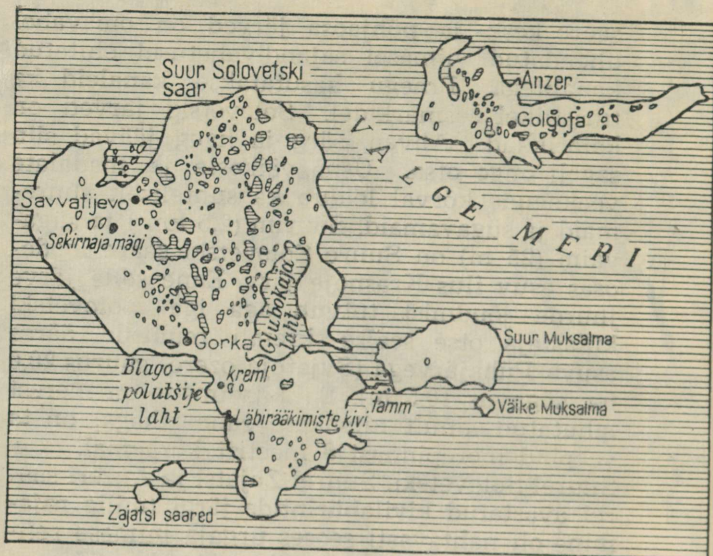 Suur Solovetski
saar
Anzer
Golgofa
VALGE MERI
Savvatijevo
Sekirnaja mägi
Glubokaja
laht
Gorka
Suur Muksalma
Blago-
polutšije
laht
kreml
tamm
Väike Muksalma
Läbirääkimiste kivi
Zajatsi saared